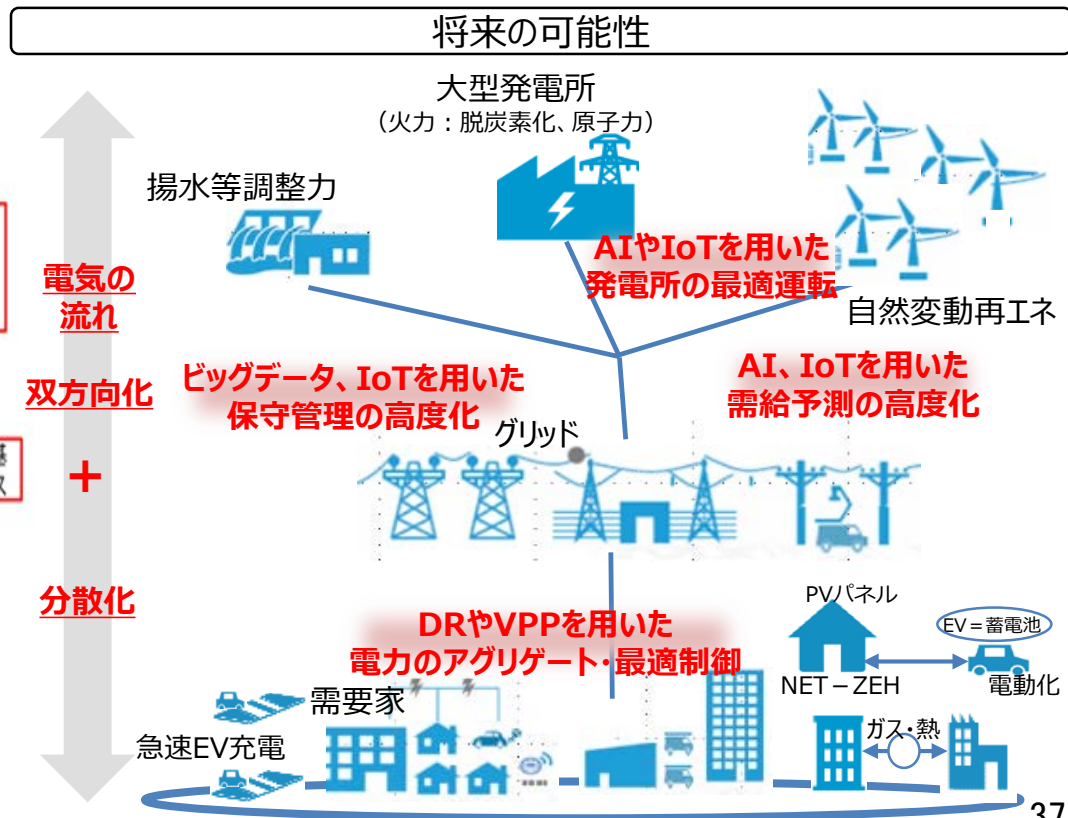 将来の可能性
大型発電所
（火力：脱炭素化、原子力）
揚水等調整力
AIやIoTを用いた
発電所の最適運転
自然変動再エネ
電気の
流れ
双方向化
＋
分散化
ビッグデータ、IoTを用いた
保守管理の高度化
AI、IoTを用いた
需給予測の高度化
グリッド
DRやVPPを用いた
電力のアグリゲート・最適制御
PVパネル
EV＝蓄電池
NET－ZEH
電動化
需要家
急速EV充電
ガス・熱
37